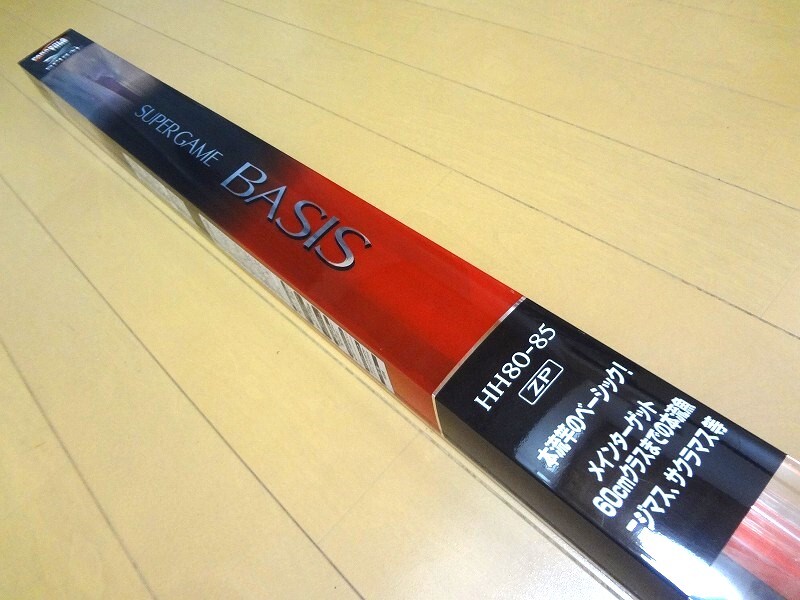 SUPER GAME
BASIS
HH80-85
ZP
本流竿のベーシック!
メインターゲット
60cmクラスまでの本流魚
ニジマス、サクラマス等